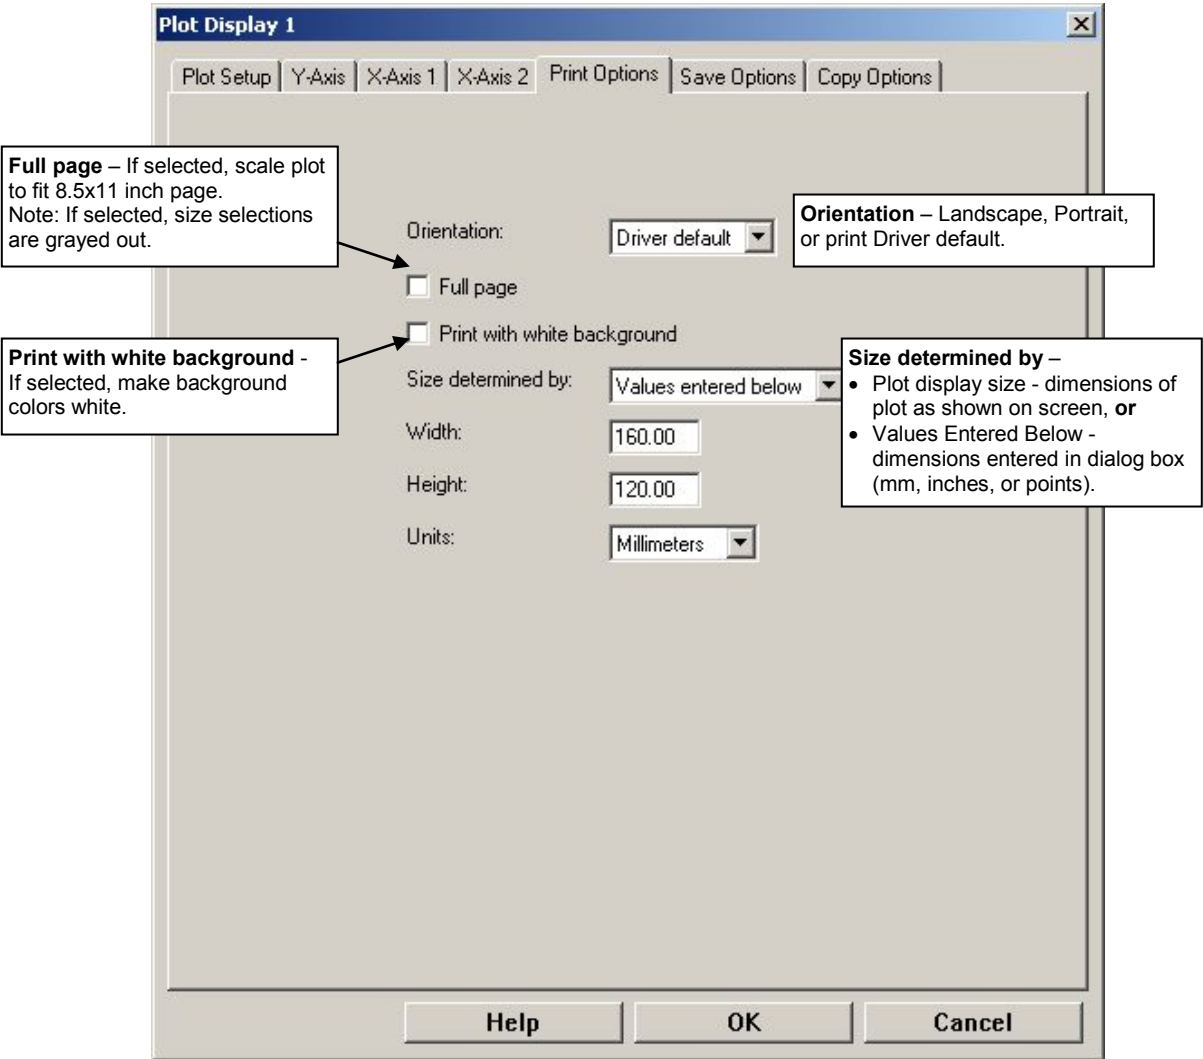 Plot Display 1
Plot Setup
Y-Axis
X-Axis 1
X-Axis 2
Print Options
Save Options
Copy Options
Full page – If selected, scale plot
to fit 8.5x11 inch page.
Note: If selected, size selections
are grayed out.
Orientation:
Driver default
Orientation – Landscape, Portrait,
or print Driver default.
Full page
Print with white background
Print with white background -
If selected, make background
colors white.
Size determined by:
Values entered below
Size determined by –
• Plot display size - dimensions of
plot as shown on screen, or
• Values Entered Below -
dimensions entered in dialog box
(mm, inches, or points).
Width:
160.00
Height:
120.00
Units:
Millimeters
Help
OK
Cancel